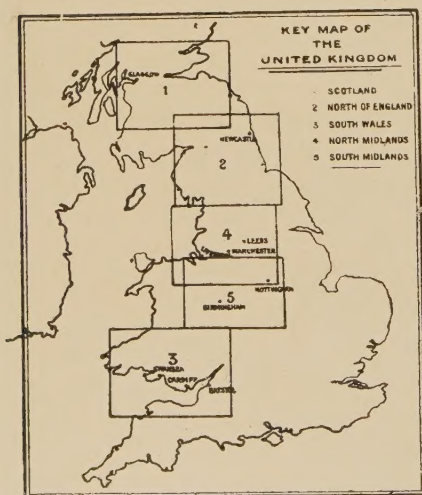 KEY MAP OF
THE
UNITED KINGDOM
. SCOTLAND
2 NORTH OF ENGLAND
3 SOUTH WALES
4 NORTH MIDLANDS
5 SOUTH MIDLANDS
GLASGOW
1
NEWCASTLE
2
4
LEEDS
MANCHESTER
NOTTINGHAM
5
BIRMINGHAM
3
SWANSEA
CARDIFF
BRISTOL